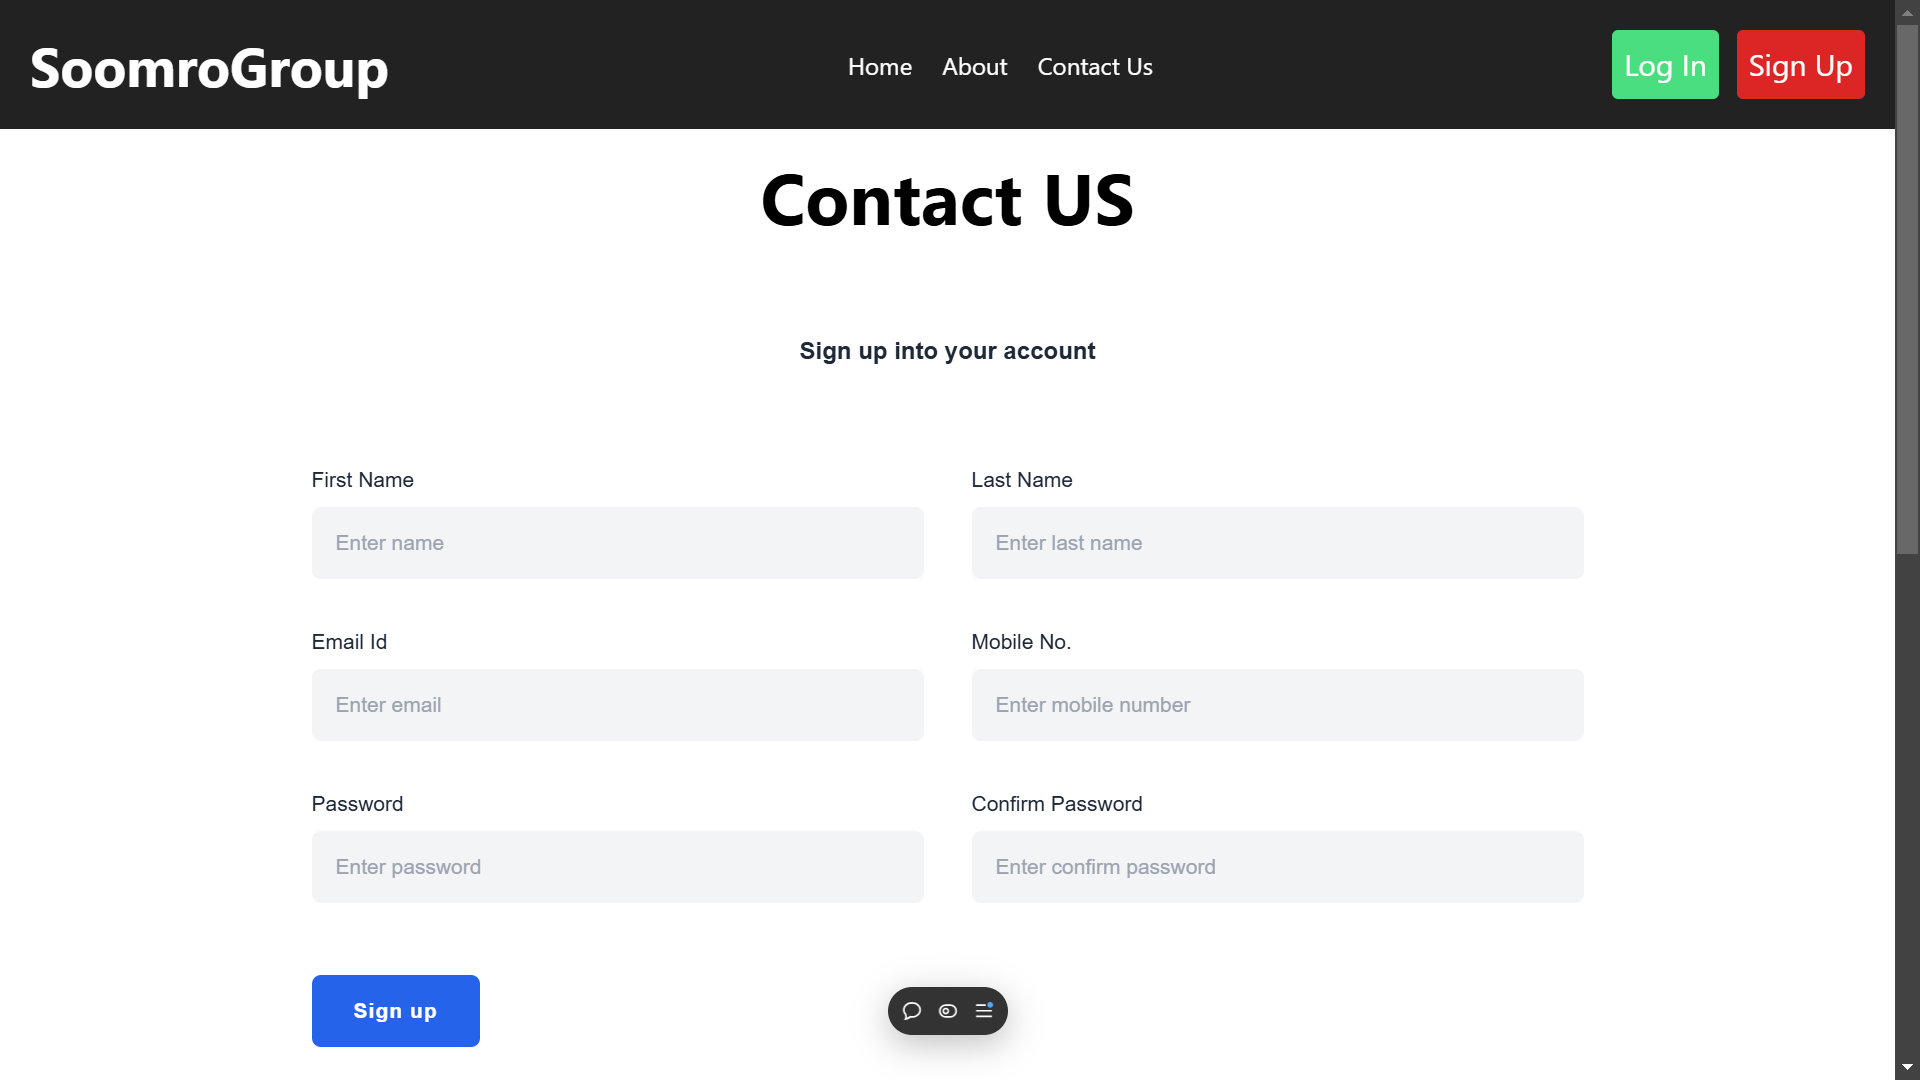 SoomroGroup
Home About Contact Us
Log In Sign Up
Contact US
Sign up into your account
First Name
Last Name
Enter name
Enter last name
Email Id
Mobile No.
Enter email
Enter mobile number
Password
Confirm Password
Enter password
Enter confirm password
Sign up